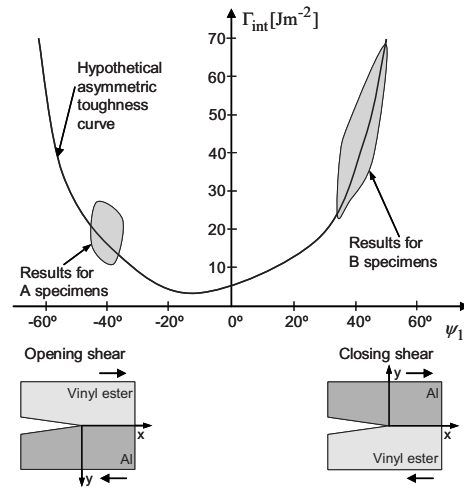 Γint[Jm-2]
70
60
50
40
30
20
10
Hypothetical
asymmetric
toughness
curve
Results for
A specimens
Results for
B specimens
-60º -40º -20º 0º 20º 40º 60º
ψ1
Opening shear
Vinyl ester
x
Al
y
Closing shear
y
Al
x
Vinyl ester